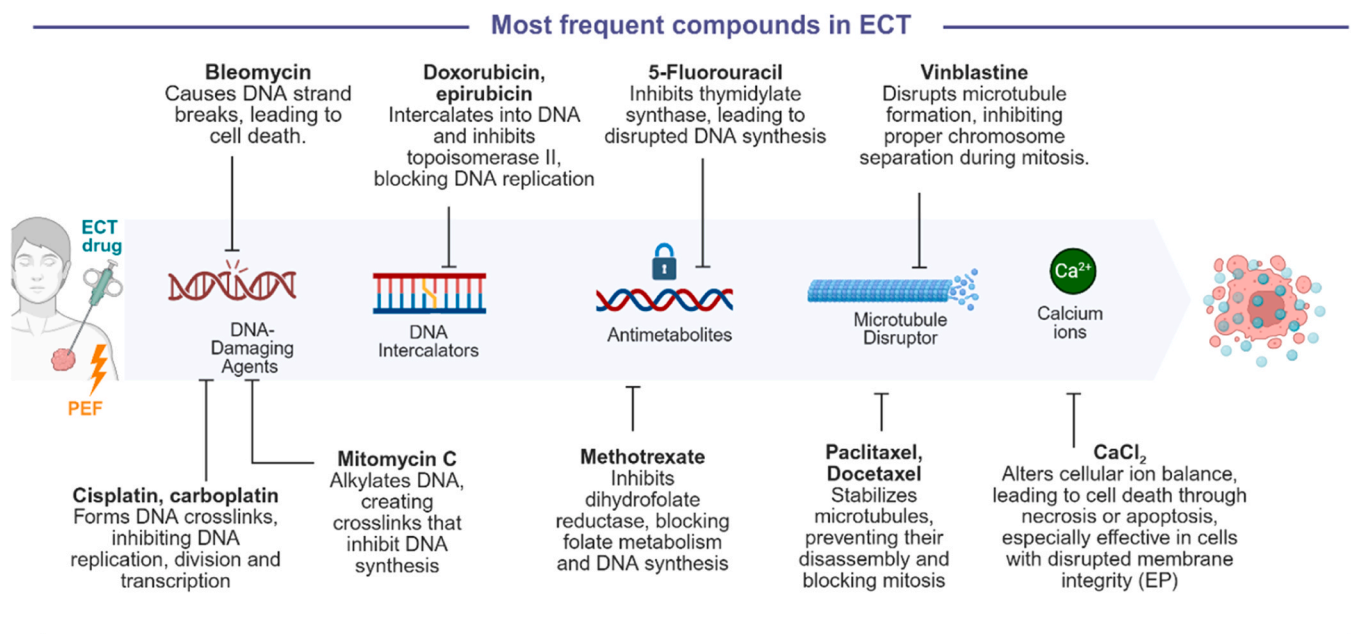 Most frequent compounds in ECT
Bleomycin
Causes DNA strand
breaks, leading to
cell death.
Doxorubicin,
epirubicin
Intercalates into DNA
and inhibits
topoisomerase II,
blocking DNA replication
5-Fluorouracil
Inhibits thymidylate
synthase, leading to
disrupted DNA synthesis
Vinblastine
Disrupts microtubule
formation, inhibiting
proper chromosome
separation during mitosis.
ECT
drug
PEF
DNA-
Damaging
Agents
DNA
Intercalators
Antimetabolites
Microtubule
Disruptor
Ca²⁺
Calcium
ions
Cisplatin, carboplatin
Forms DNA crosslinks,
inhibiting DNA
replication, division and
transcription
Mitomycin C
Alkylates DNA,
creating
crosslinks that
inhibit DNA
synthesis
Methotrexate
Inhibits
dihydrofolate
reductase, blocking
folate metabolism
and DNA synthesis
Paclitaxel,
Docetaxel
Stabilizes
microtubules,
preventing their
disassembly and
blocking mitosis
CaCl₂
Alters cellular ion balance,
leading to cell death through
necrosis or apoptosis,
especially effective in cells
with disrupted membrane
integrity (EP)